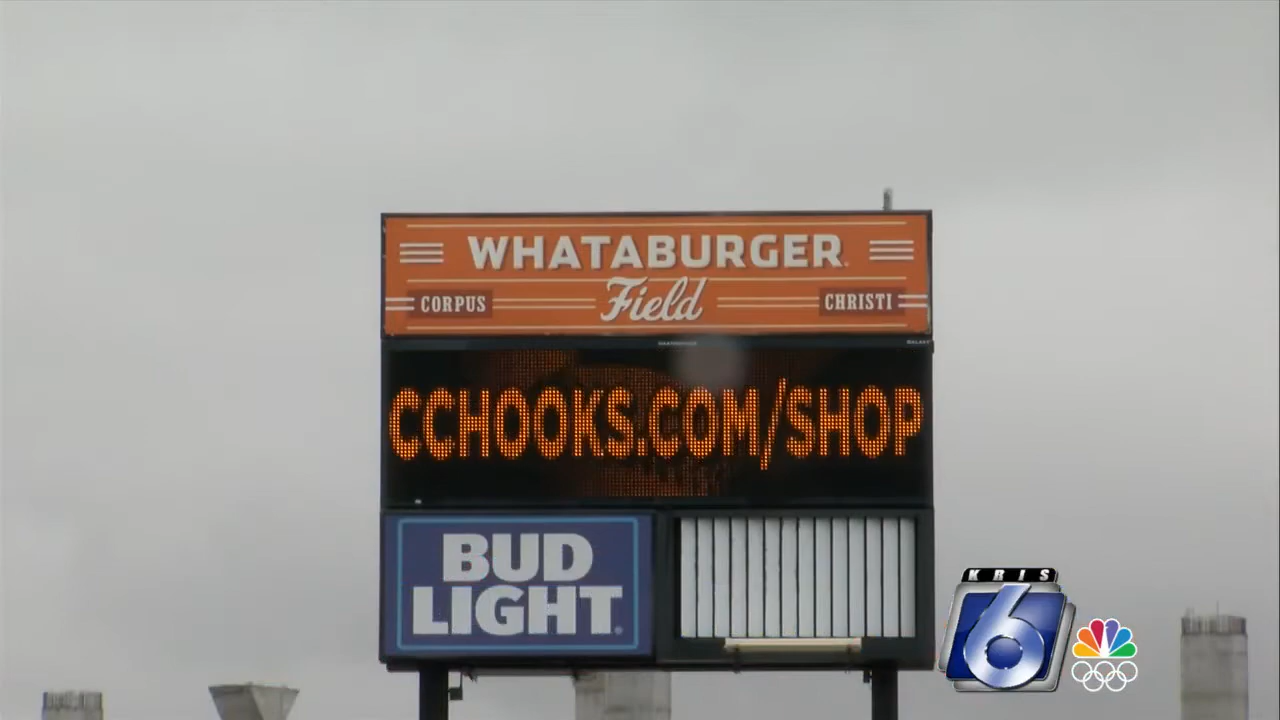 WHATABURGER
CORPUS Field CHRISTI
CCHOOKS.COM/SHOP
BUD
LIGHT
KRIS
6